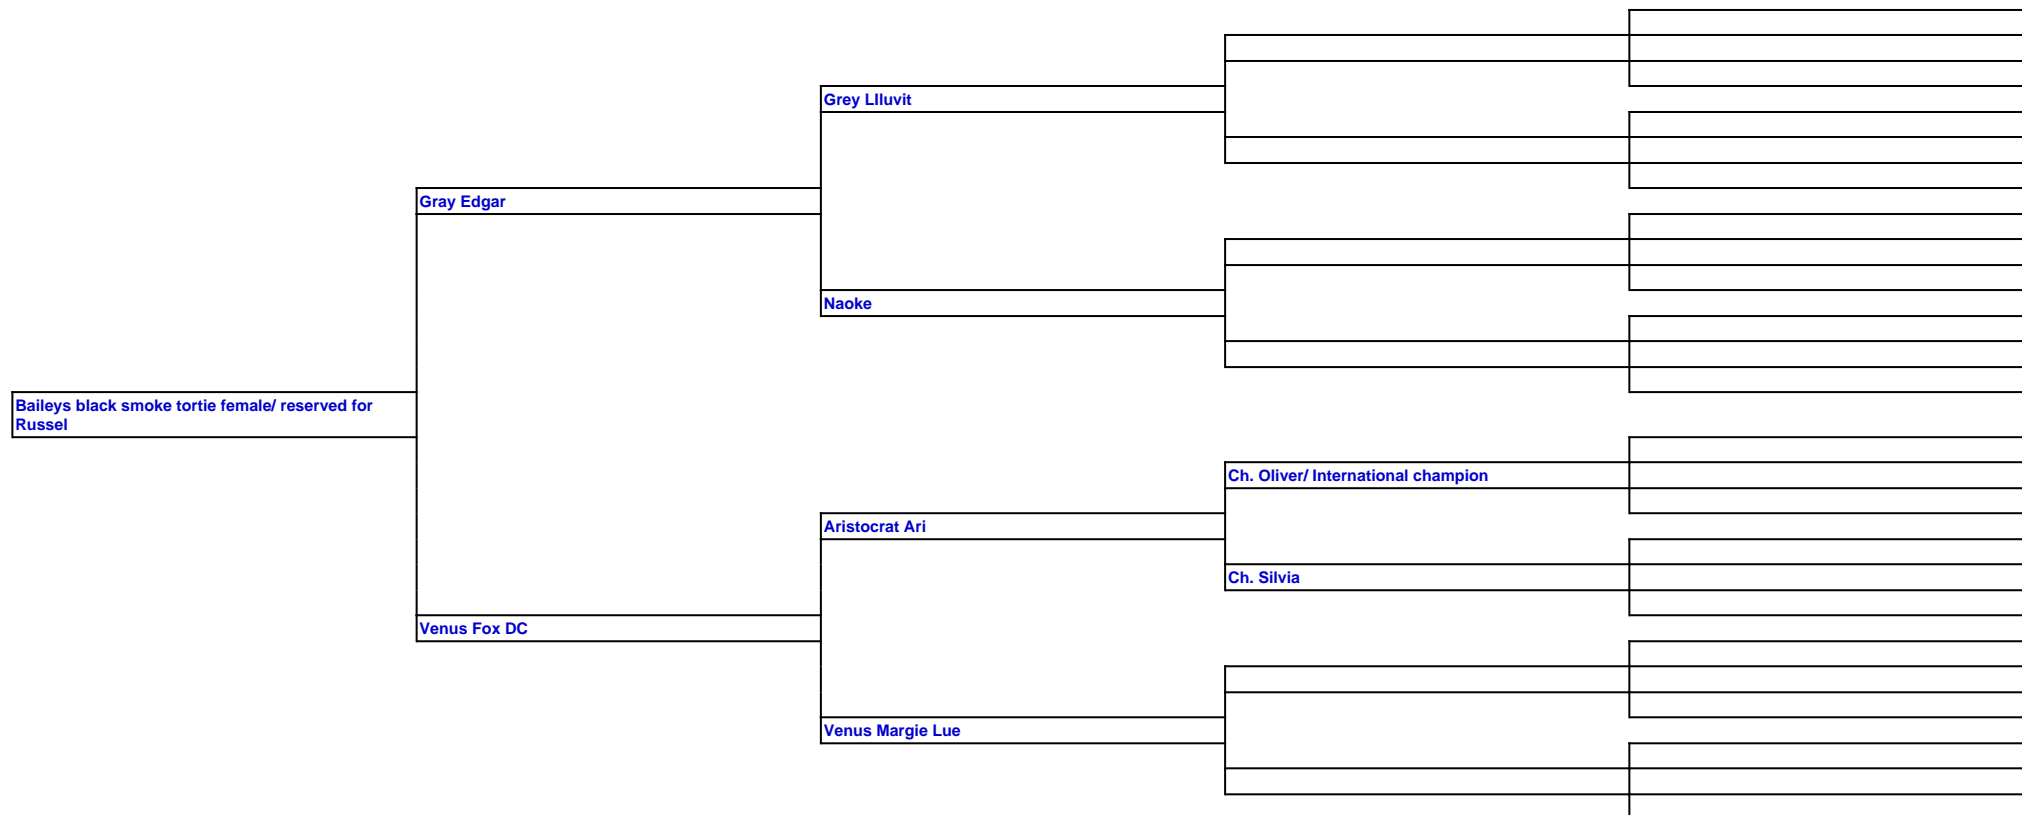 Grey LIluvit
Gray Edgar
Naoke
Baileys black smoke tortie female/ reserved for
Russel
Ch. Oliver/ International champion
Aristocrat Ari
Ch. Silvia
Venus Fox DC
Venus Margie Lue